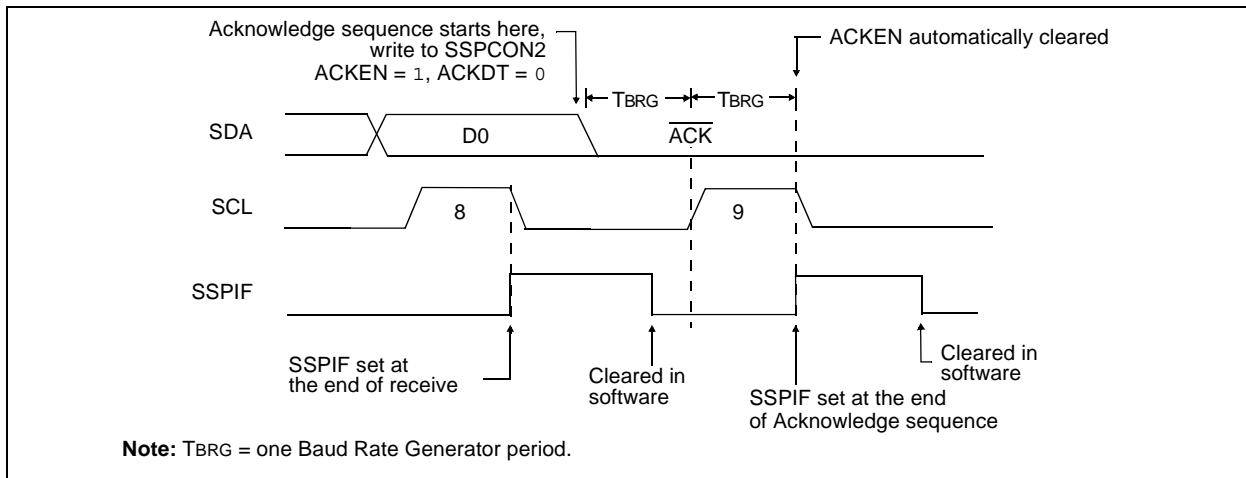 Acknowledge sequence starts here,
write to SSPCON2
ACKEN = 1, ACKDT = 0
ACKEN automatically cleared
TBRG
TBRG
SDA
D0
ACK
SCL
8
9
SSPIF
SSPIF set at
the end of receive
Cleared in
software
SSPIF set at the end
of Acknowledge sequence
Cleared in
software
Note: TBRG = one Baud Rate Generator period.